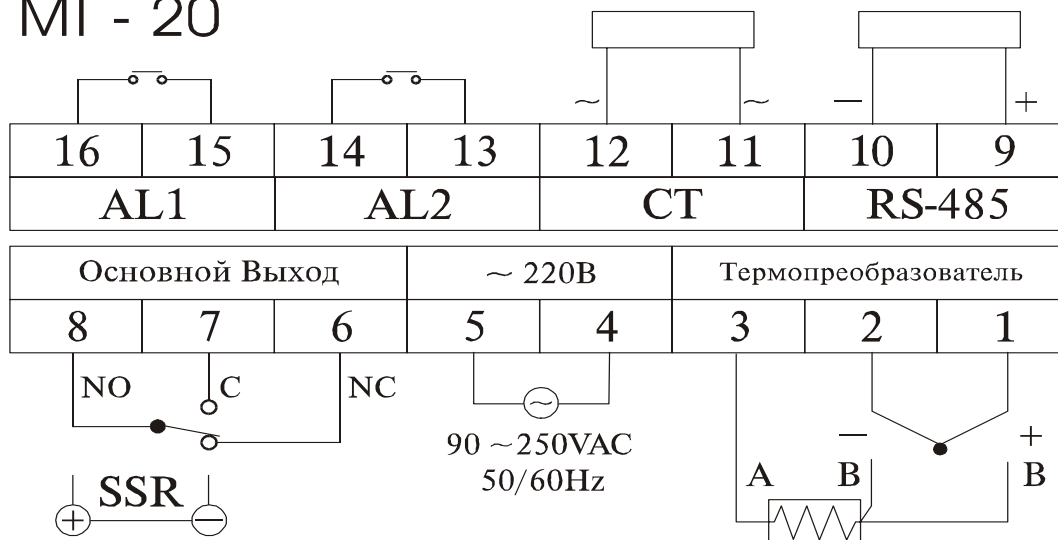 МТ - 20
~ ~ — +
16 15 14 13 12 11 10 9
AL1 AL2 CT RS-485
Основной Выход ~ 220В Термопреобразователь
8 7 6 5 4 3 2 1
NO C NC
~
90 ~250VAC
50/60Hz
— +
A B B
SSR
+ —